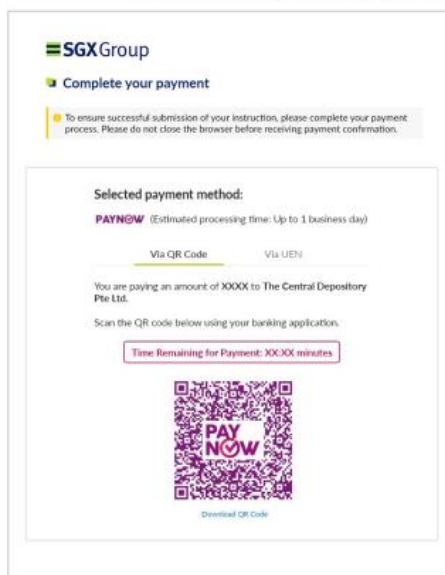 SGXGroup
Complete your payment
To ensure successful submission of your instruction, please complete your payment
process. Please do not close the browser before receiving payment confirmation.
Selected payment method:
PAYNOW (Estimated processing time: Up to 1 business day)
Via QR Code Via UEN
You are paying an amount of XXXX to The Central Depository
Pte Ltd.
Scan the QR code below using your banking application.
Time Remaining for Payment: XX:XX minutes
PAY
NOW
Download QR Code